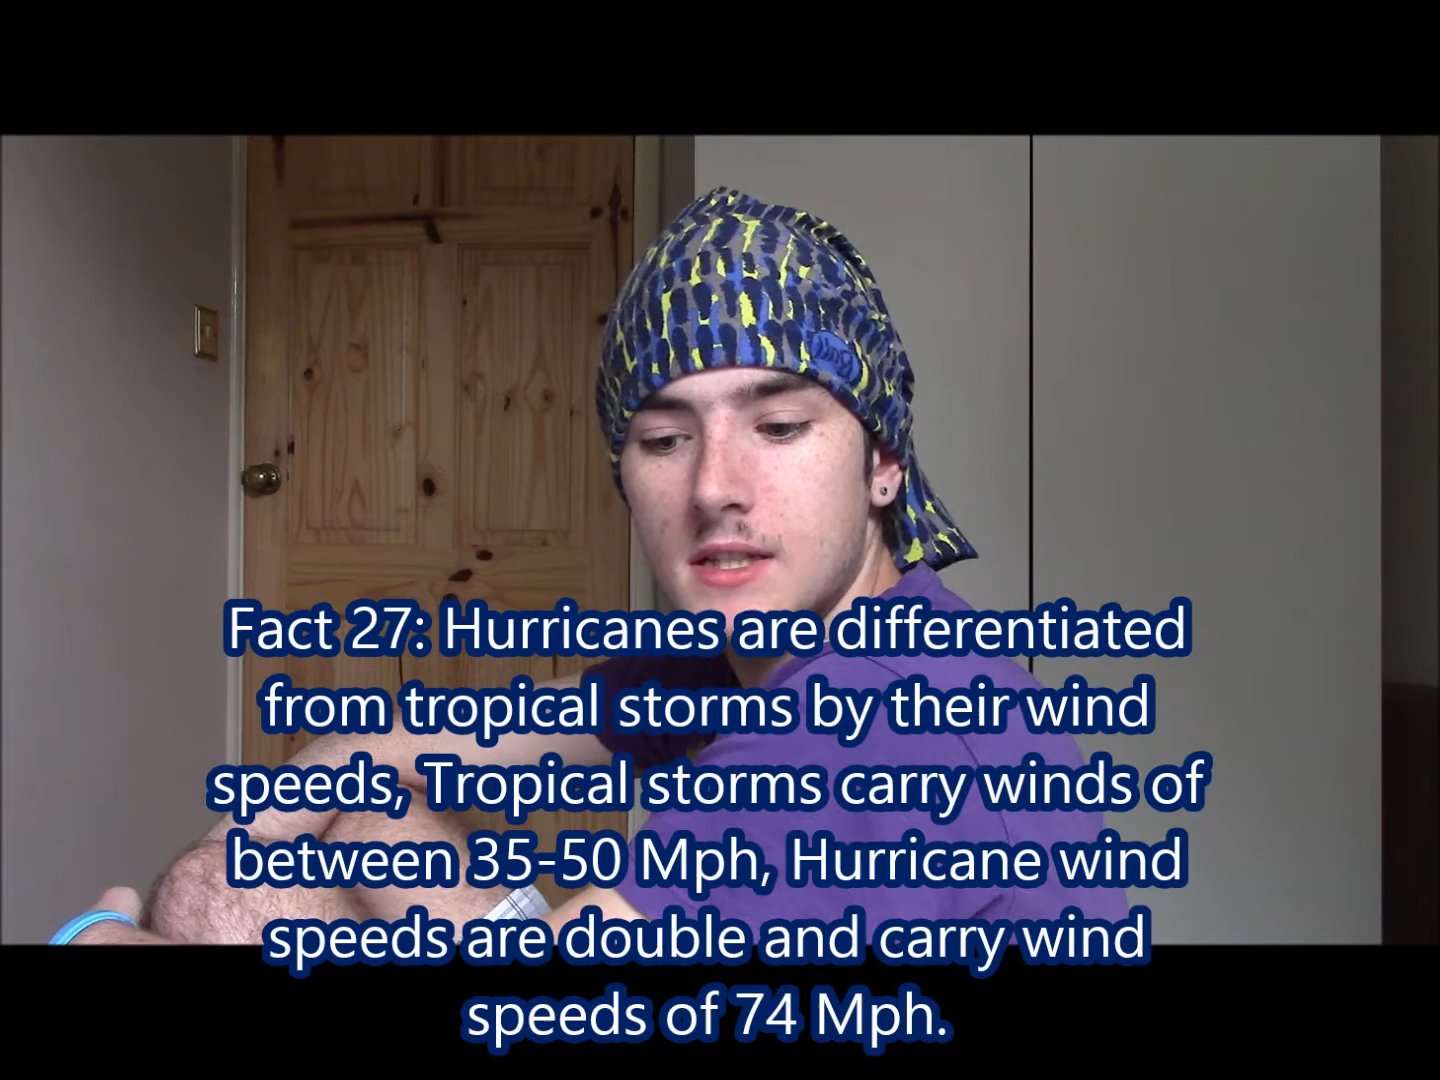 Fact 27: Hurricanes are differentiated
from tropical storms by their wind
speeds, Tropical storms carry winds of
between 35-50 Mph, Hurricane wind
speeds are double and carry wind
speeds of 74 Mph.